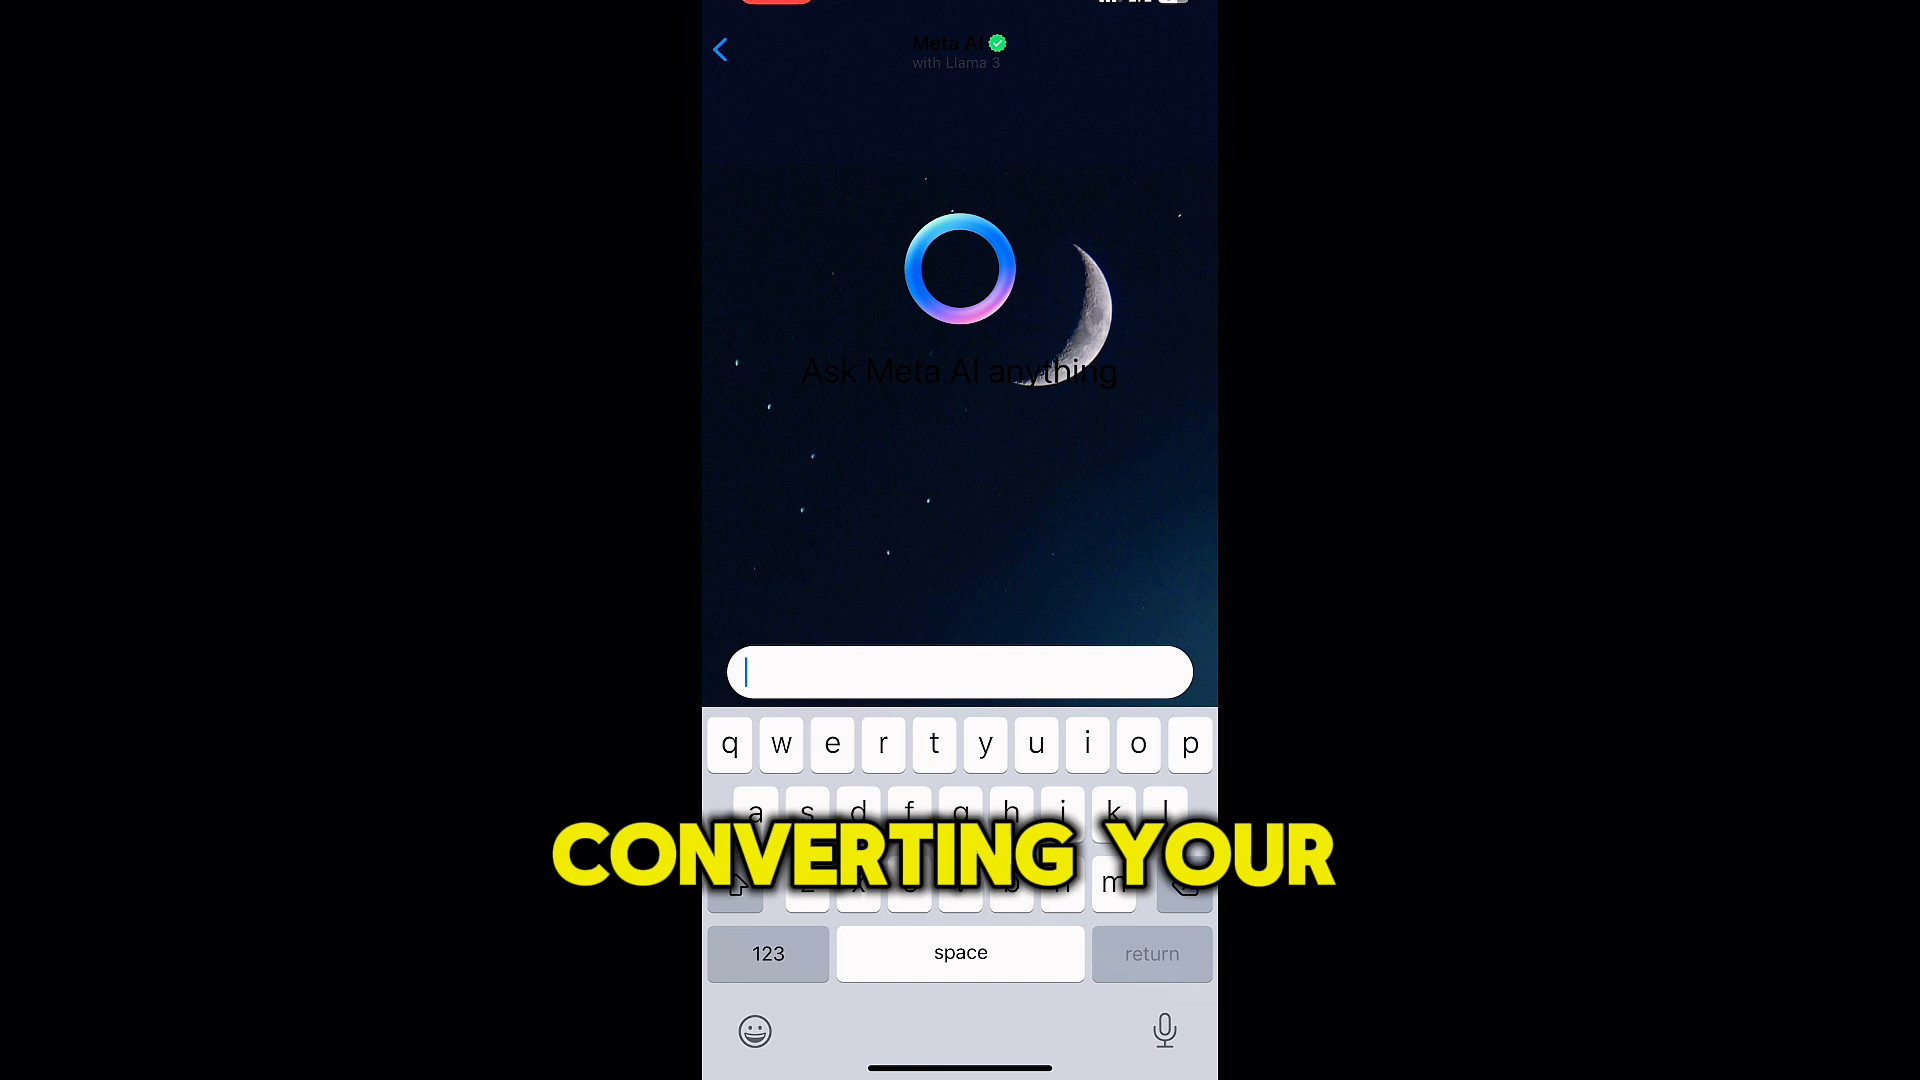 Meta AI
with Llama 3
Ask Meta AI anything
q w e r t y u i o p
a s d f g h j k l
CONVERTING YOUR
m
123 space return